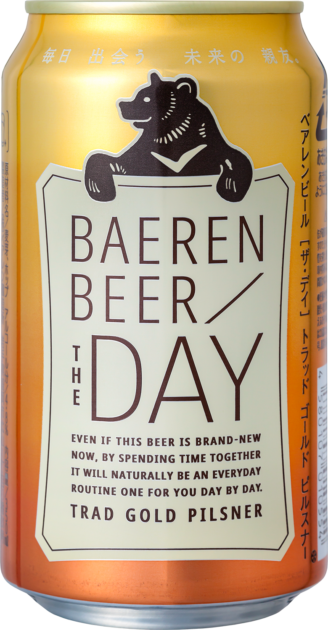 毎日 出会う 未来の 親友。
BAEREN
BEER/
THE
DAY
EVEN IF THIS BEER IS BRAND-NEW
NOW, BY SPENDING TIME TOGETHER
IT WILL NATURALLY BE AN EVERYDAY
ROUTINE ONE FOR YOU DAY BY DAY.
TRAD GOLD PILSNER
ベアレンビール [ザ・デイ] トラッド ゴールド ピルスナー